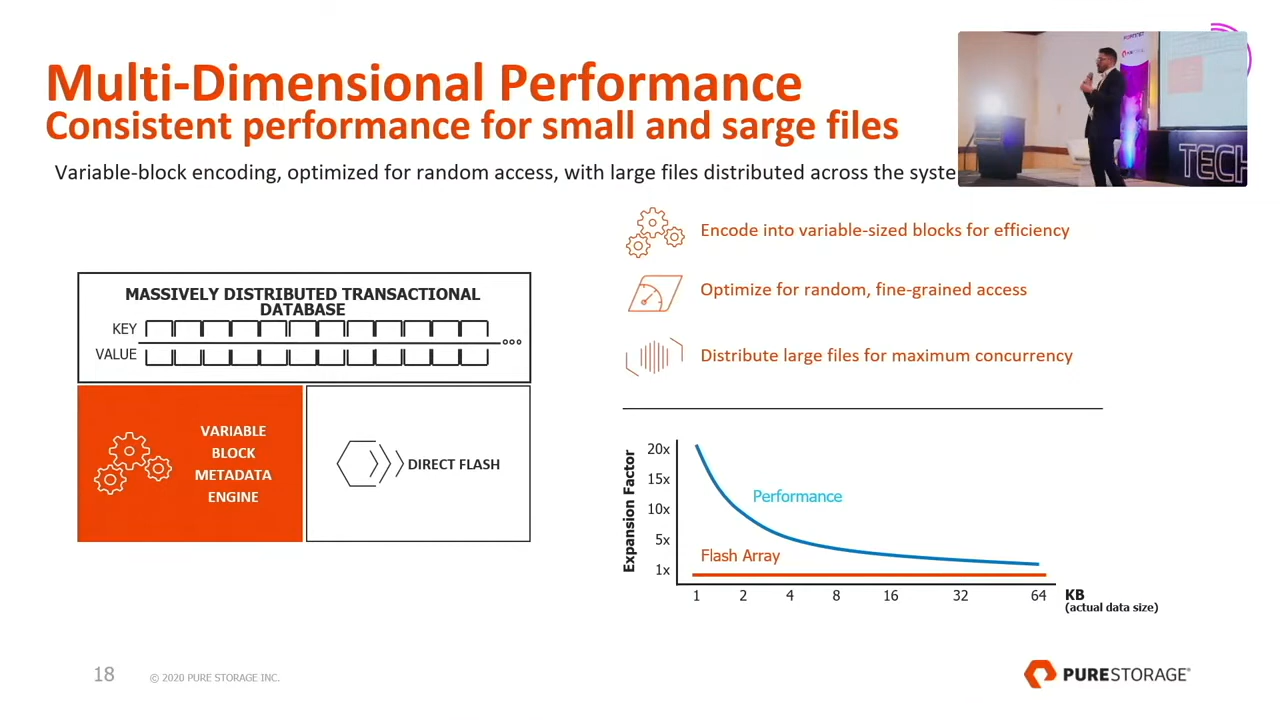 Multi-Dimensional Performance
Consistent performance for small and sarge files
Variable-block encoding, optimized for random access, with large files distributed across the syste
TECH
Encode into variable-sized blocks for efficiency
Optimize for random, fine-grained access
Distribute large files for maximum concurrency
MASSIVELY DISTRIBUTED TRANSACTIONAL
DATABASE
KEY
VALUE
VARIABLE
BLOCK
METADATA
ENGINE
DIRECT FLASH
Expansion Factor
20x
15x
10x
5x
1x
Performance
Flash Array
1 2 4 8 16 32 64 KB
(actual data size)
18 © 2020 PURE STORAGE INC.
PURESTORAGE®